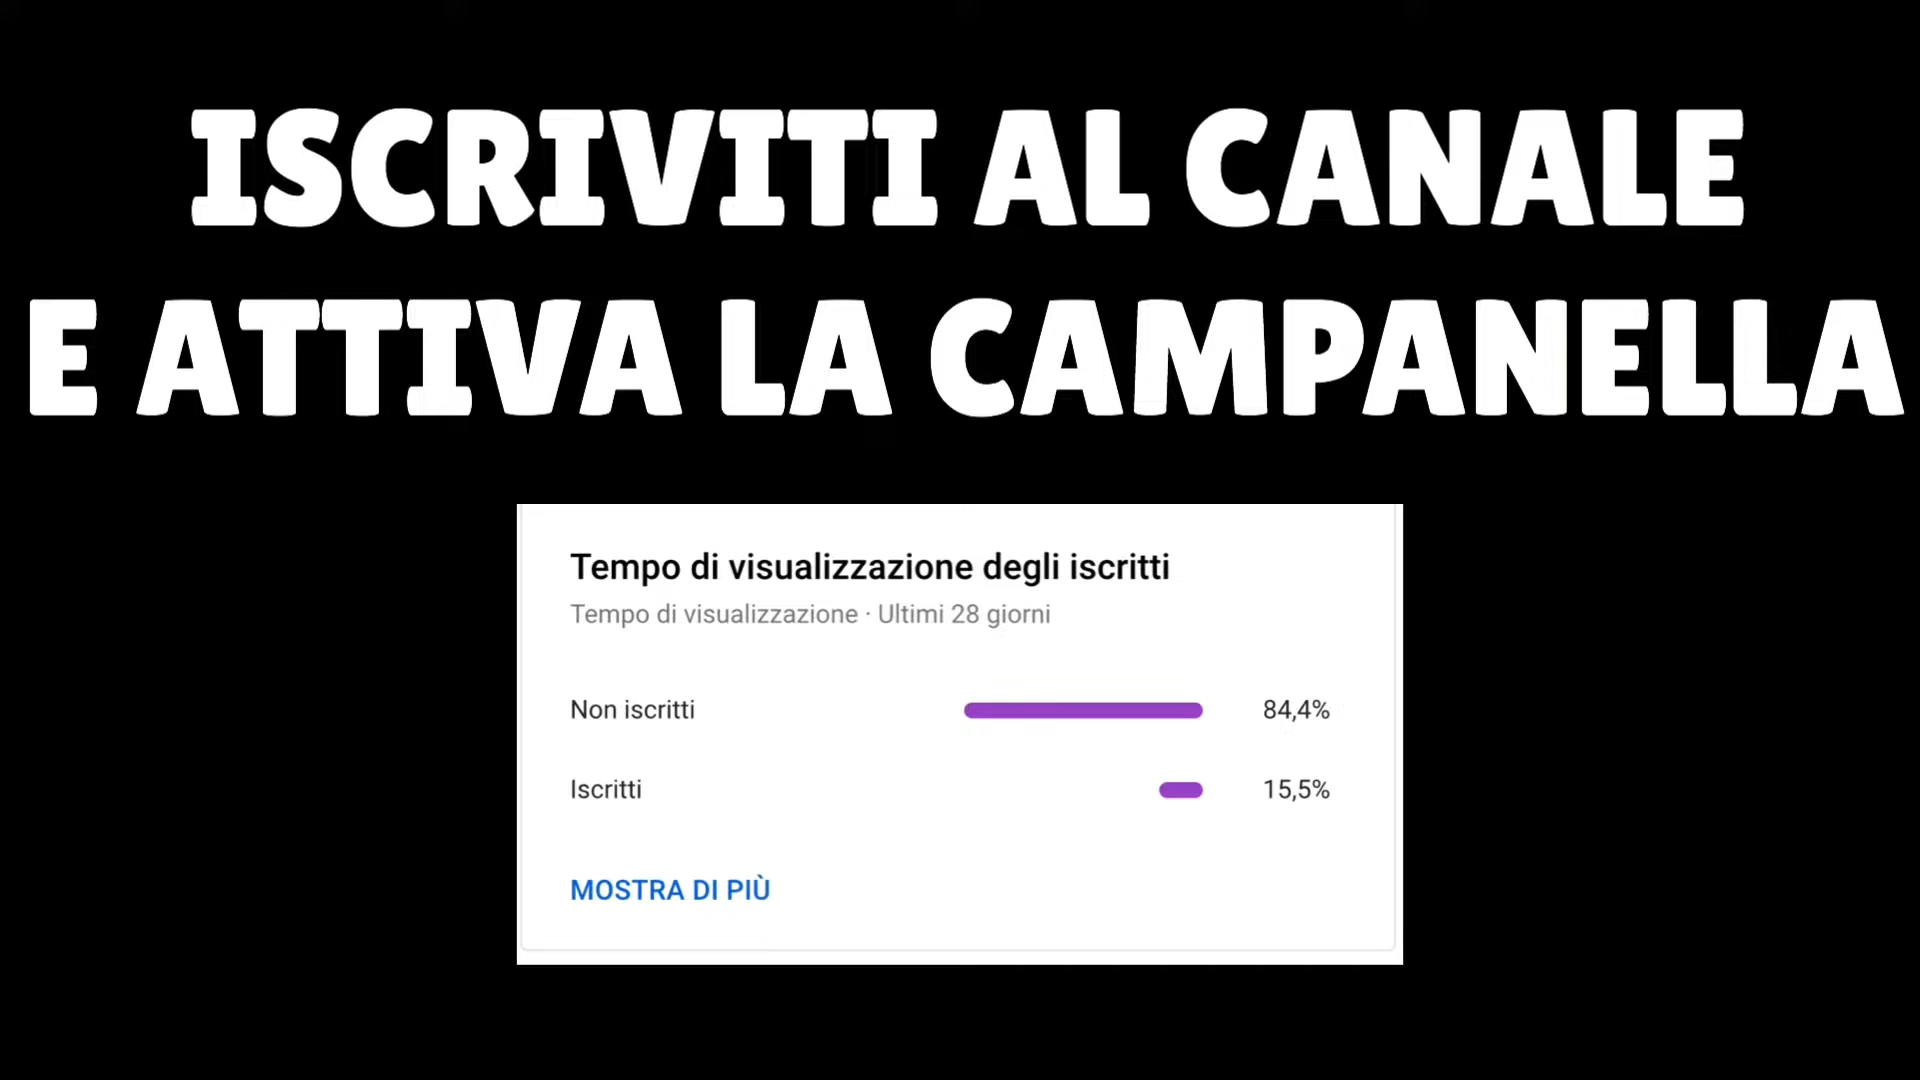 ISCRIVITI AL CANALE
E ATTIVA LA CAMPANELLA
Tempo di visualizzazione degli iscritti
Tempo di visualizzazione · Ultimi 28 giorni
Non iscritti 84,4%
Iscritti 15,5%
MOSTRA DI PIÙ